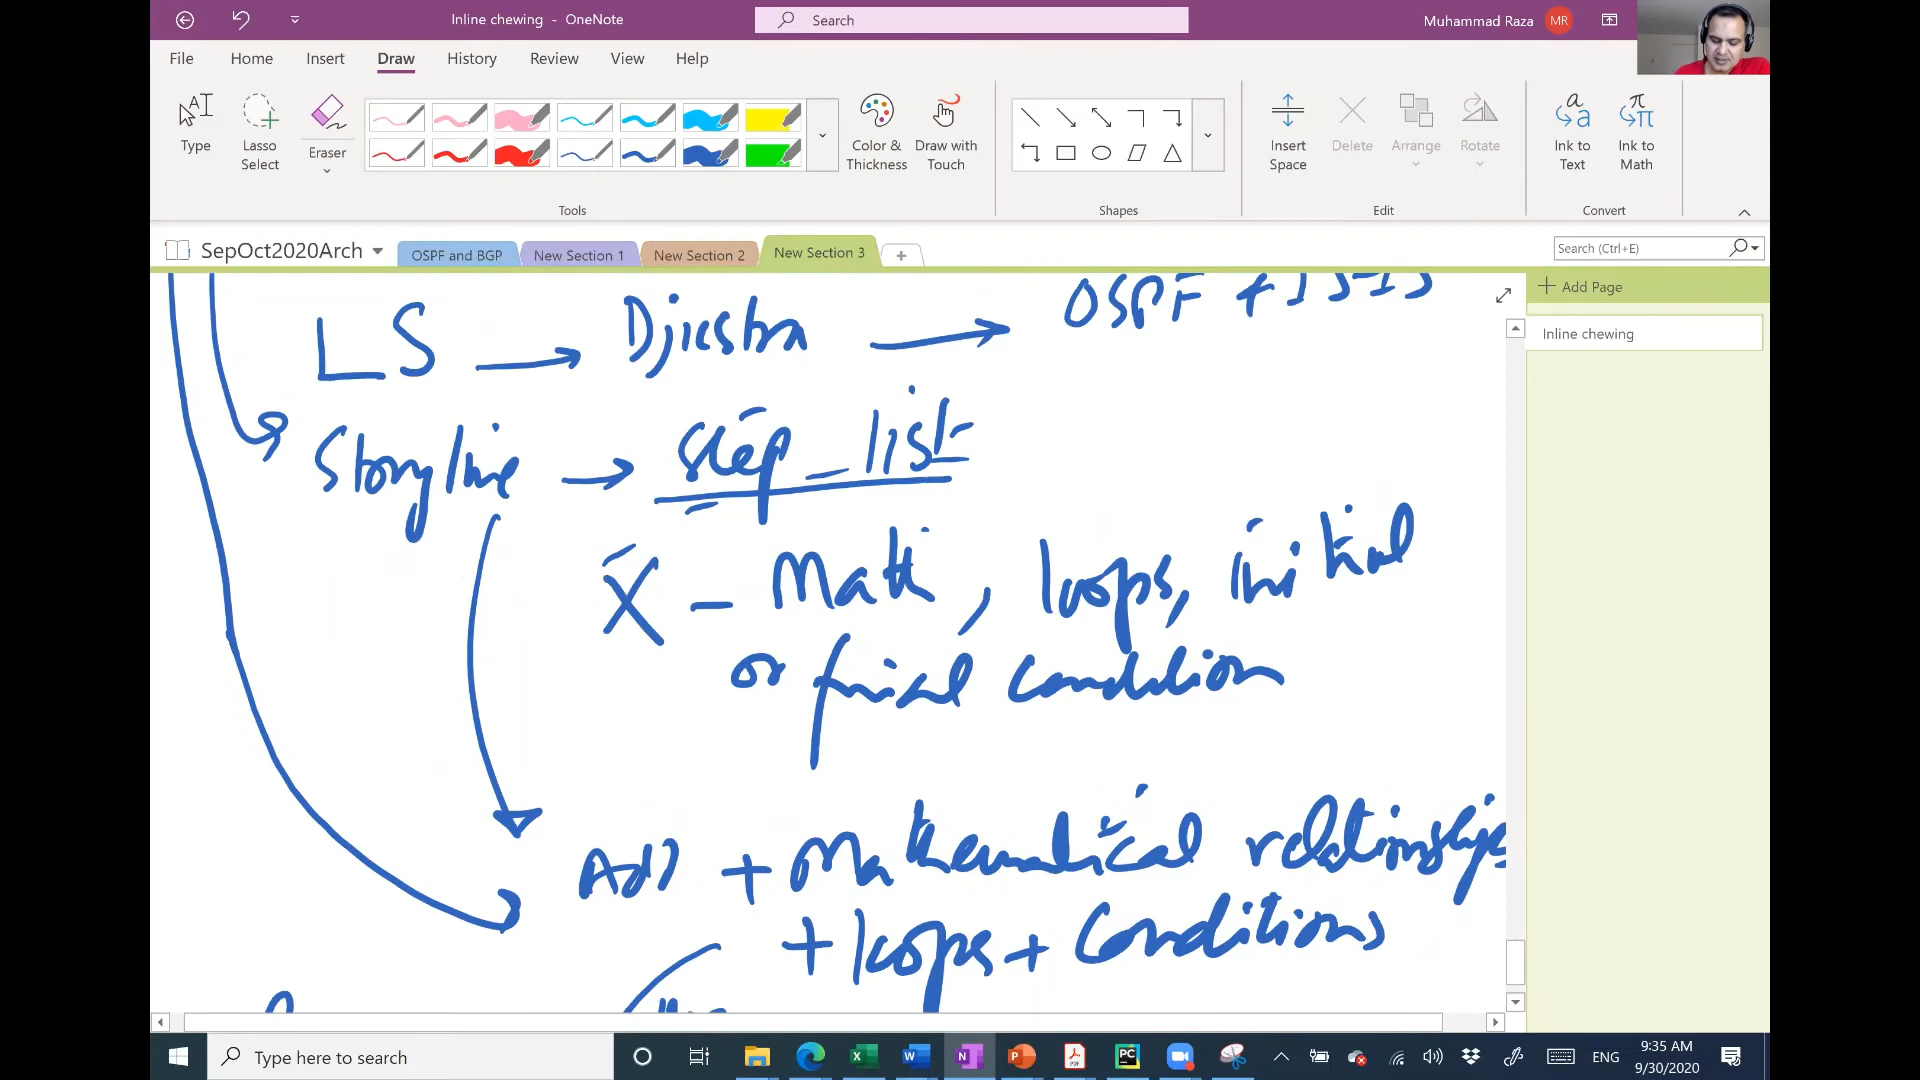 Inline chewing - OneNote
Search
Muhammad Raza MR
File Home Insert Draw History Review View Help
Type
Lasso Select
Eraser
Color & Thickness
Draw with Touch
Insert Space
Delete
Arrange
Rotate
Ink to Text
Ink to Math
Tools
Shapes
Edit
Convert
SepOct2020Arch
OSPF and BGP
New Section 1
New Section 2
New Section 3
Search (Ctrl+E)
Add Page
Inline chewing
LS → Djiestra → OSPF + IS-IS
Storyline → step - list
X - Math, loops, initial
or final condition
Add + Mathematical relationships
+ loops + conditions
Type here to search
ENG
9:35 AM
9/30/2020